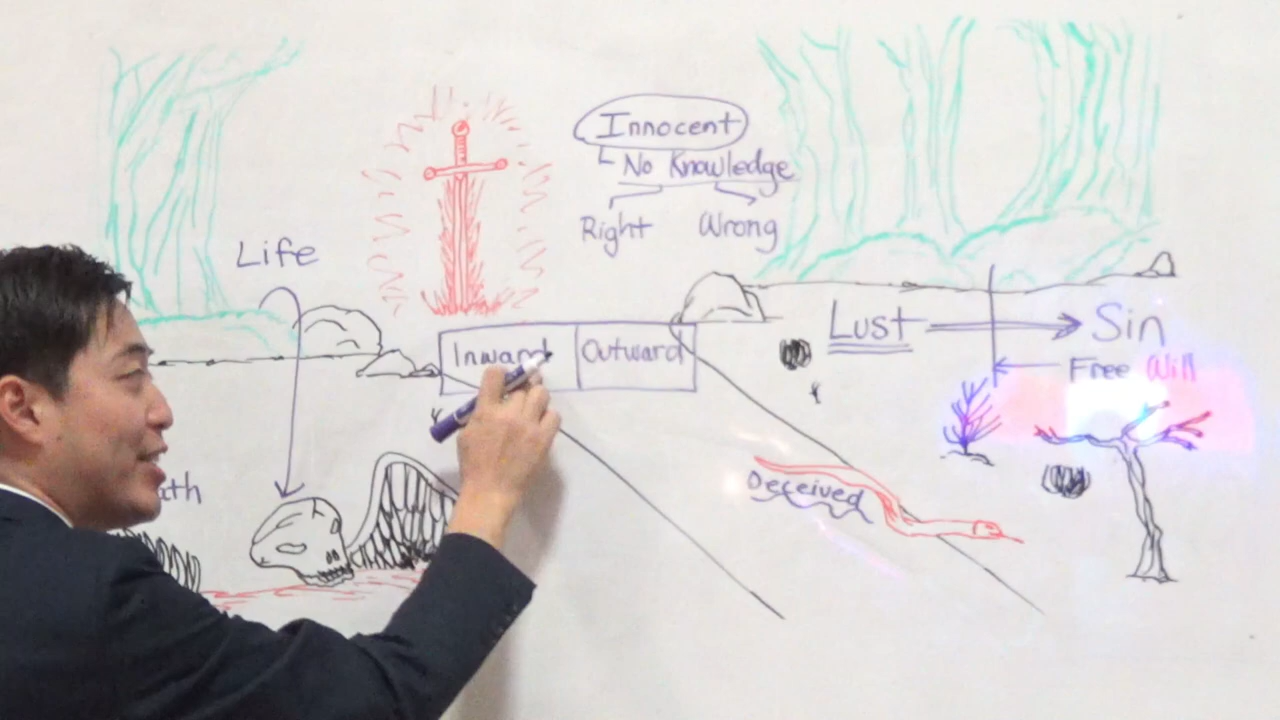 Innocent
No Knowledge
Right Wrong
Life
Inward Outward
Lust Sin
Free Will
Deceived